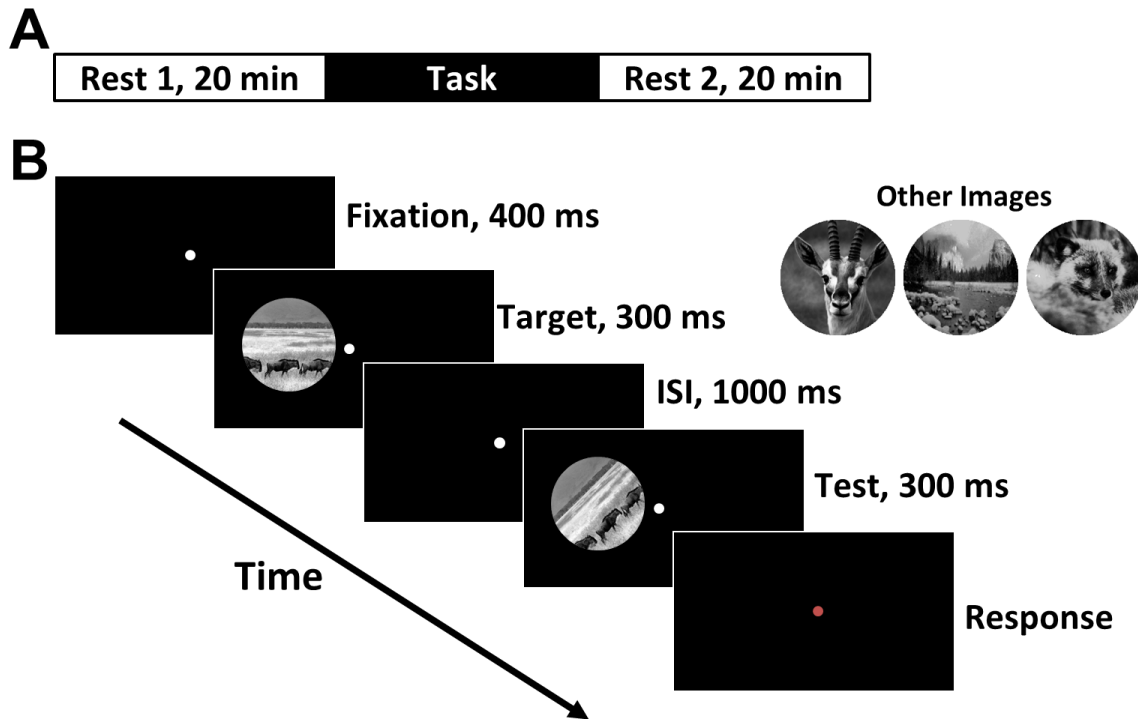 A
Rest 1, 20 min
Task
Rest 2, 20 min
B
Fixation, 400 ms
Other Images
Target, 300 ms
ISI, 1000 ms
Test, 300 ms
Time
Response